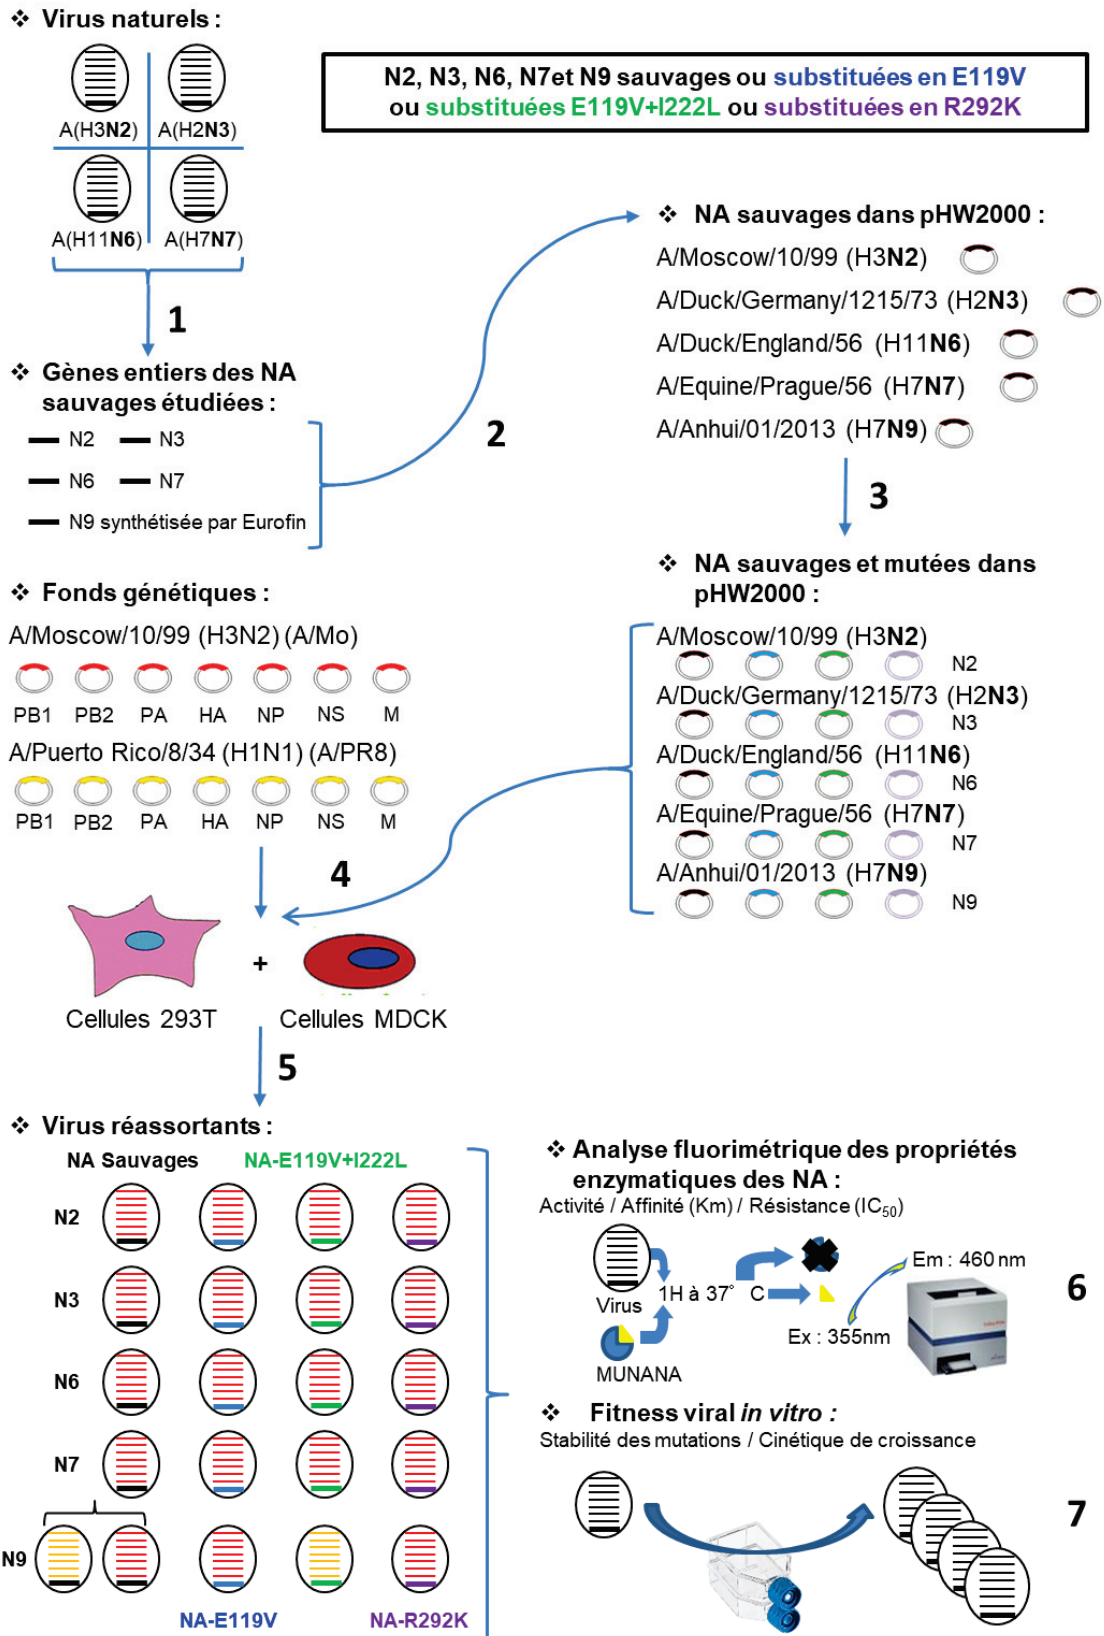 ❖ Virus naturels :
N2, N3, N6, N7et N9 sauvages ou substituées en E119V
ou substituées E119V+I222L ou substituées en R292K
A(H3N2) A(H2N3)
A(H11N6) A(H7N7)
1
❖ Gènes entiers des NA
sauvages étudiées :
N2 N3
N6 N7
N9 synthétisée par Eurofin
2
❖ NA sauvages dans pHW2000 :
A/Moscow/10/99 (H3N2)
A/Duck/Germany/1215/73 (H2N3)
A/Duck/England/56 (H11N6)
A/Equine/Prague/56 (H7N7)
A/Anhui/01/2013 (H7N9)
3
❖ NA sauvages et mutées dans
pHW2000 :
A/Moscow/10/99 (H3N2)
N2
A/Duck/Germany/1215/73 (H2N3)
N3
A/Duck/England/56 (H11N6)
N6
A/Equine/Prague/56 (H7N7)
N7
A/Anhui/01/2013 (H7N9)
N9
❖ Fonds génétiques :
A/Moscow/10/99 (H3N2) (A/Mo)
PB1 PB2 PA HA NP NS M
A/Puerto Rico/8/34 (H1N1) (A/PR8)
PB1 PB2 PA HA NP NS M
4
+
Cellules 293T Cellules MDCK
5
❖ Virus réassortants :
NA Sauvages NA-E119V+I222L
N2
N3
N6
N7
N9
NA-E119V NA-R292K
❖ Analyse fluorimétrique des propriétés
enzymatiques des NA :
Activité / Affinité (Km) / Résistance (IC50)
Em : 460 nm
Virus 1H à 37° C
Ex : 355nm
MUNANA
6
❖ Fitness viral in vitro :
Stabilité des mutations / Cinétique de croissance
7